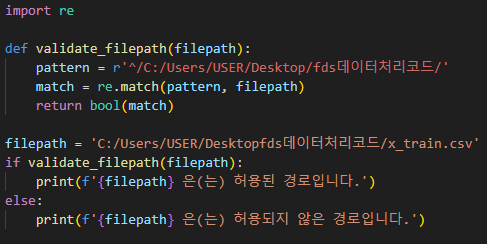 import re
def validate_filepath(filepath):
    pattern = r'^/C:/Users/USER/Desktop/fds데이터처리코드/'
    match = re.match(pattern, filepath)
    return bool(match)
filepath = 'C:/Users/USER/Desktopfds데이터처리코드/x_train.csv'
if validate_filepath(filepath):
    print(f'{filepath} 은(는) 허용된 경로입니다.')
else:
    print(f'{filepath} 은(는) 허용되지 않은 경로입니다.')